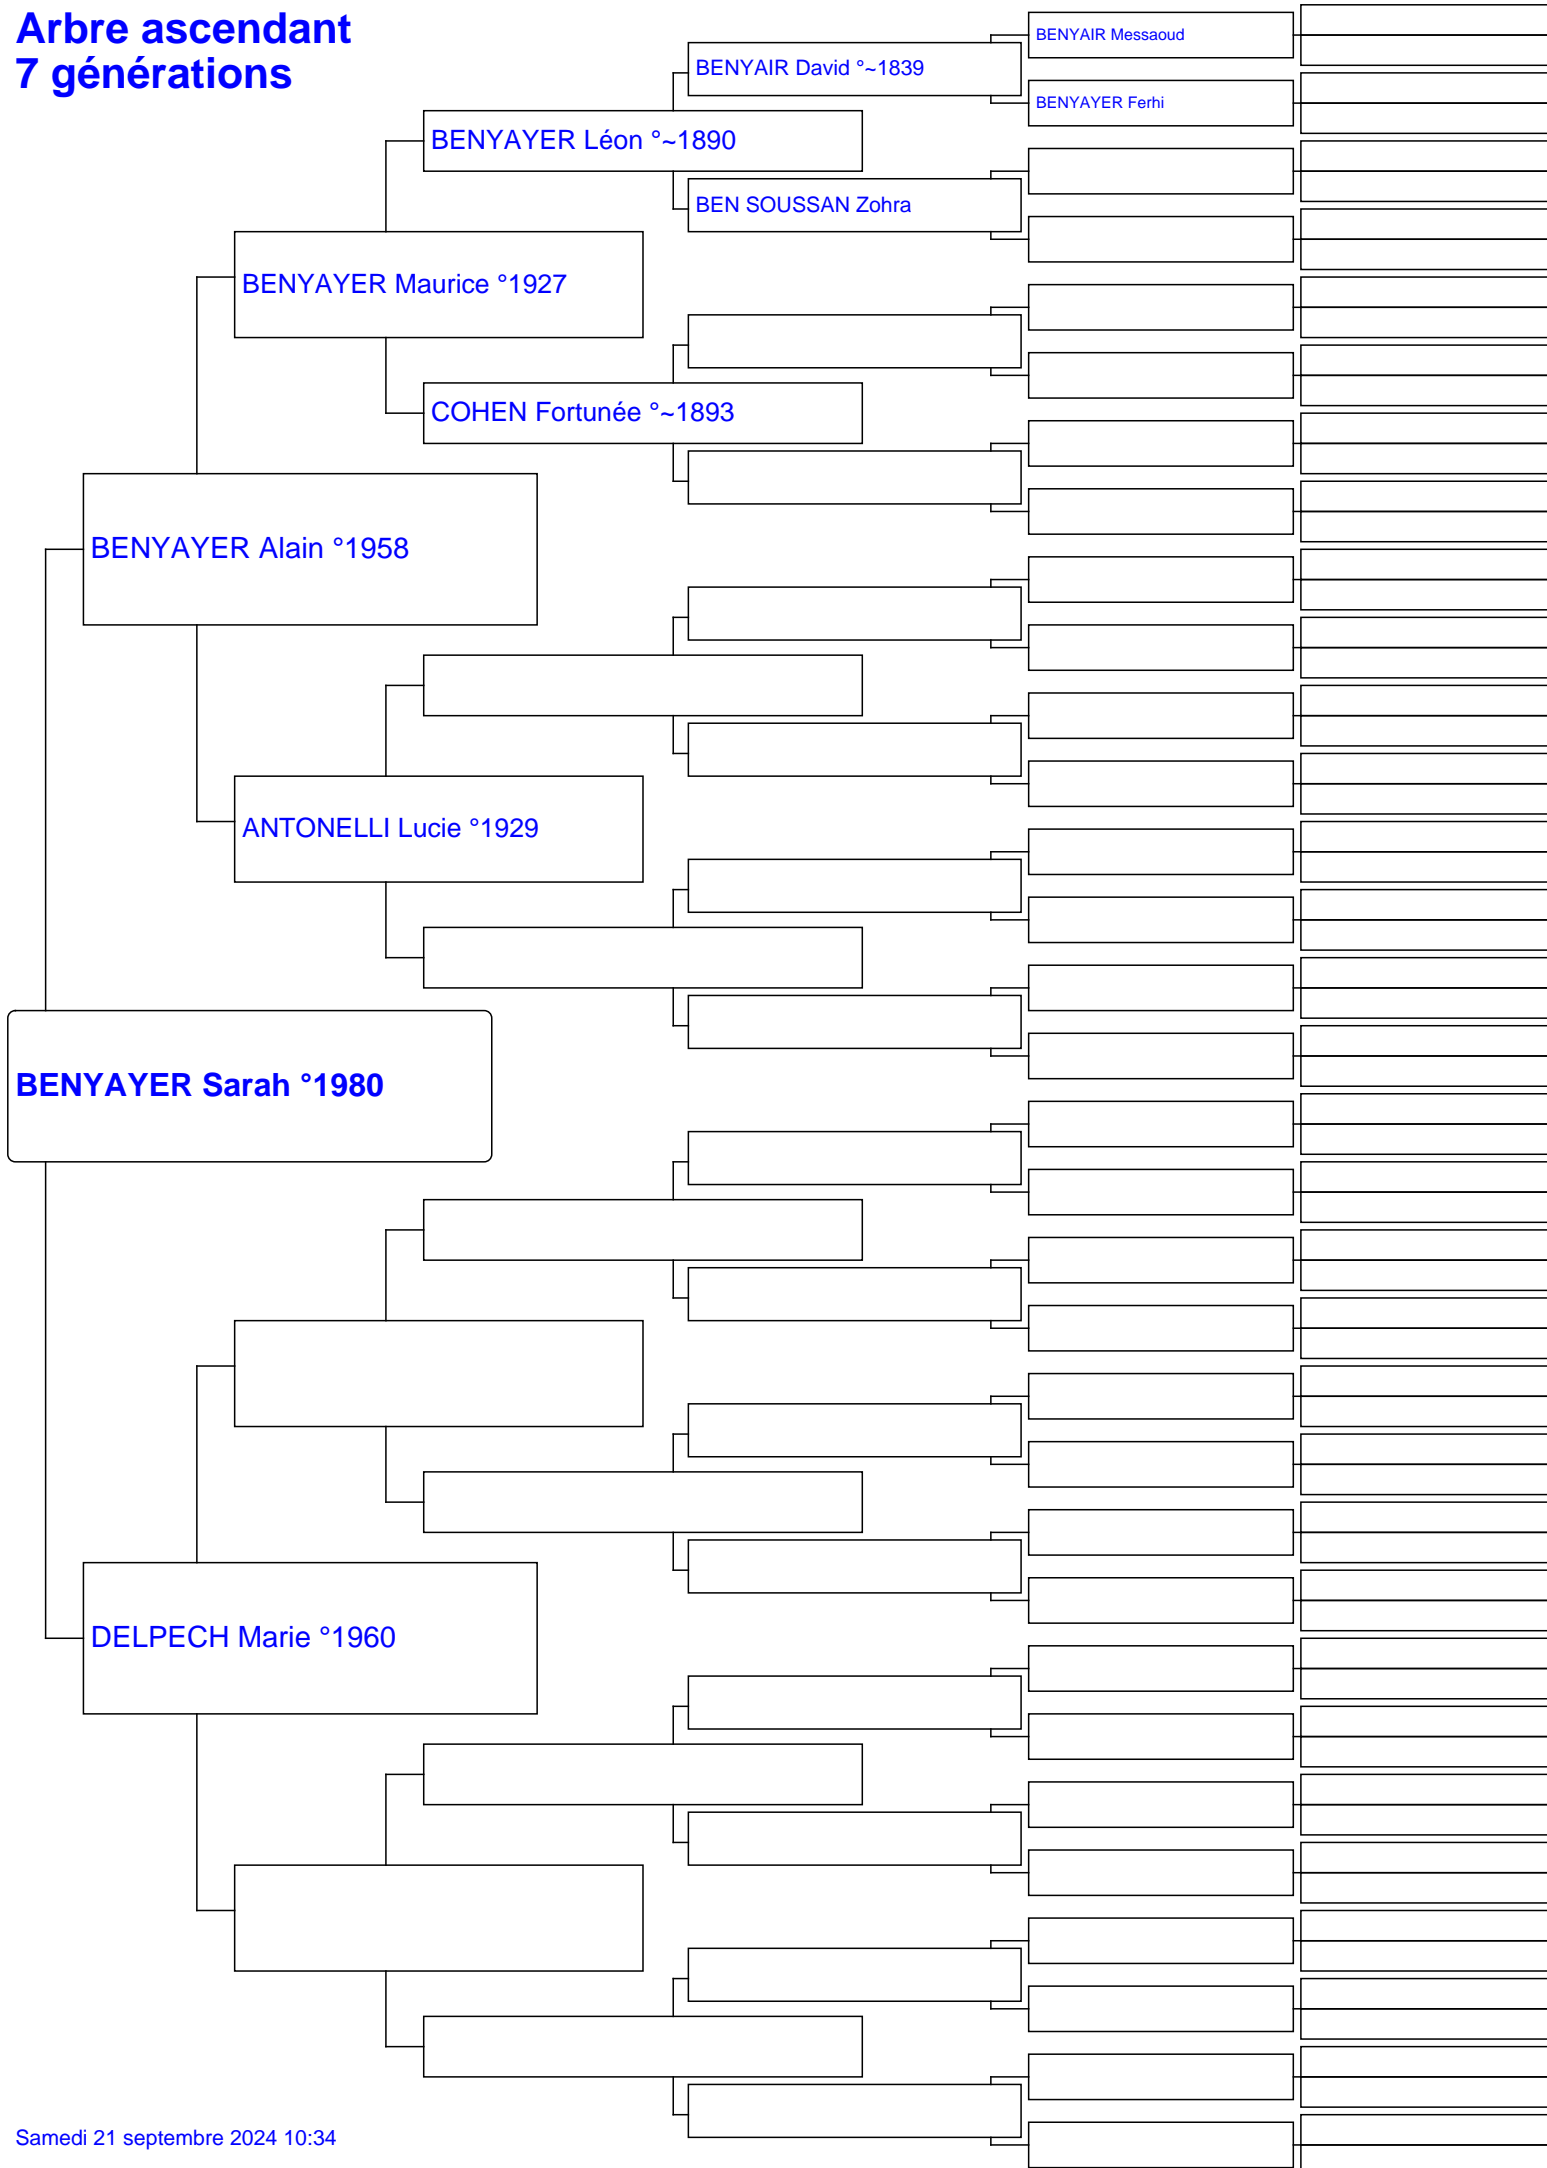 Arbre ascendant
7 générations
BENYAIR Messaoud
BENYAIR David °~1839
BENYAYER Ferhi
BENYAYER Léon °~1890
BEN SOUSSAN Zohra
BENYAYER Maurice °1927
COHEN Fortunée °~1893
BENYAYER Alain °1958
ANTONELLI Lucie °1929
BENYAYER Sarah °1980
DELPECH Marie °1960
Samedi 21 septembre 2024 10:34